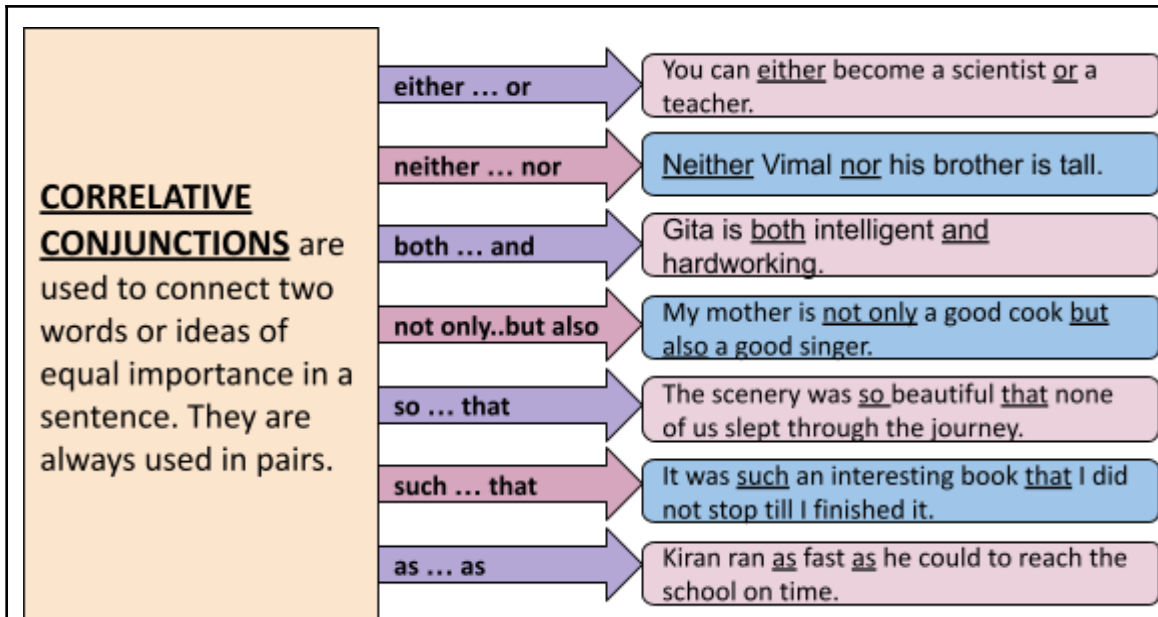 CORRELATIVE
CONJUNCTIONS are
used to connect two
words or ideas of
equal importance in a
sentence. They are
always used in pairs.
either ... or
You can either become a scientist or a
teacher.
neither ... nor
Neither Vimal nor his brother is tall.
both ... and
Gita is both intelligent and
hardworking.
not only..but also
My mother is not only a good cook but
also a good singer.
so ... that
The scenery was so beautiful that none
of us slept through the journey.
such ... that
It was such an interesting book that I did
not stop till I finished it.
as ... as
Kiran ran as fast as he could to reach the
school on time.